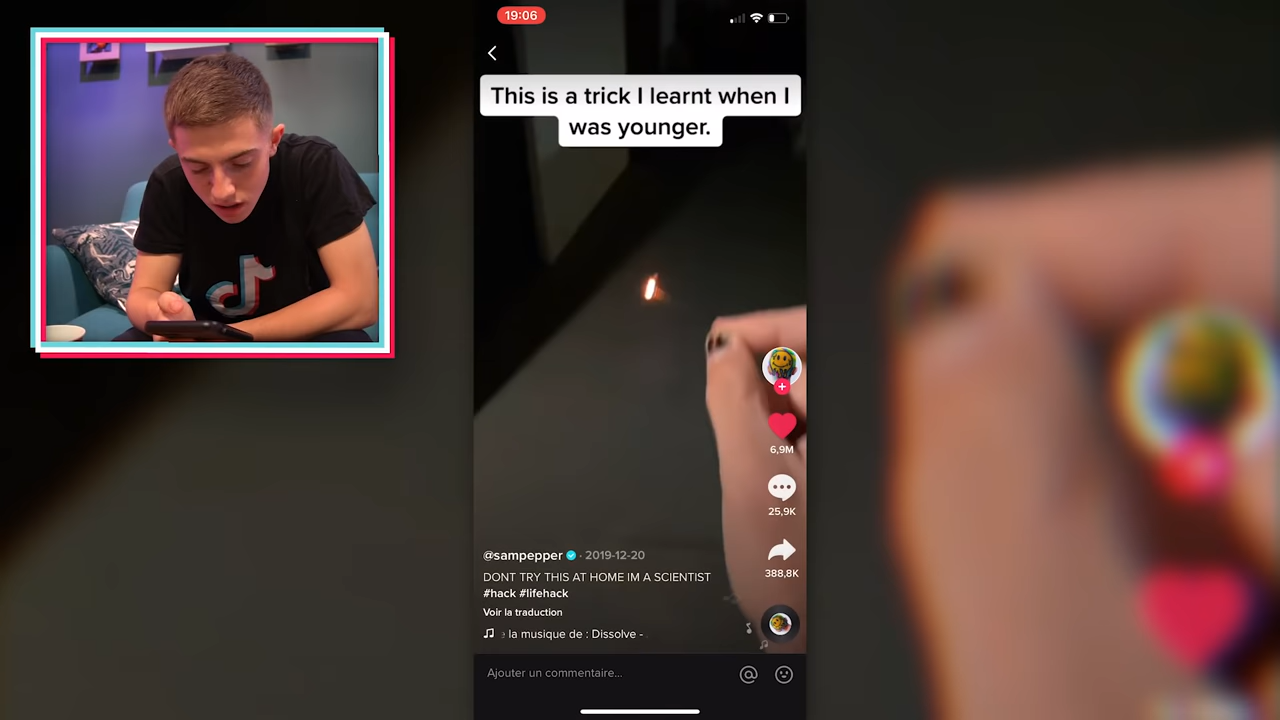 19:06
This is a trick I learnt when I
was younger.
6,9M
25,9K
388,8K
@sampepper · 2019-12-20
DONT TRY THIS AT HOME IM A SCIENTIST
#hack #lifehack
Voir la traduction
la musique de : Dissolve -
Ajouter un commentaire...